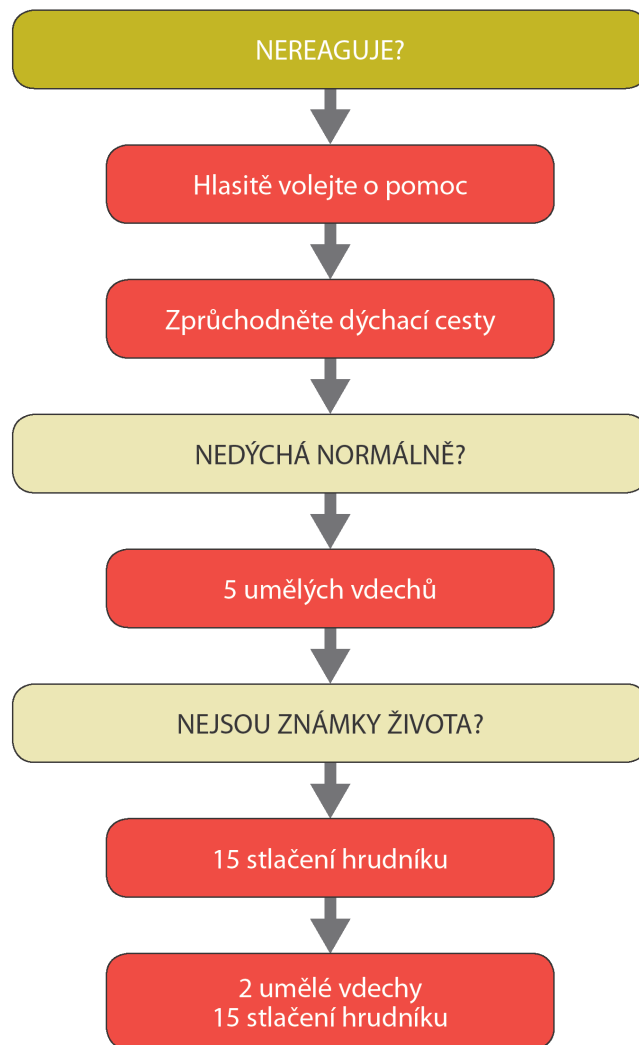 NEREAGUJE?
Hlasitě volejte o pomoc
Zprůchodněte dýchací cesty
NEDÝCHÁ NORMÁLNĚ?
5 umělých vdechů
NEJSOU ZNÁMKY ŽIVOTA?
15 stlačení hrudníku
2 umělé vdechy
15 stlačení hrudníku